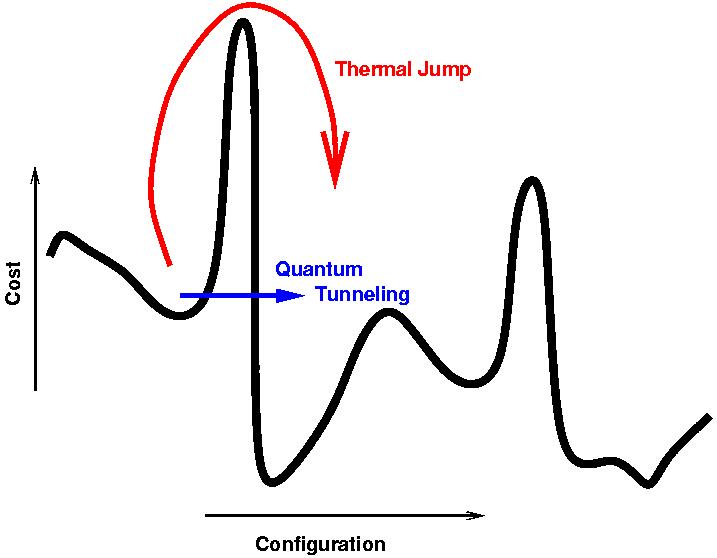 Thermal Jump
Quantum
Tunneling
Cost
Configuration